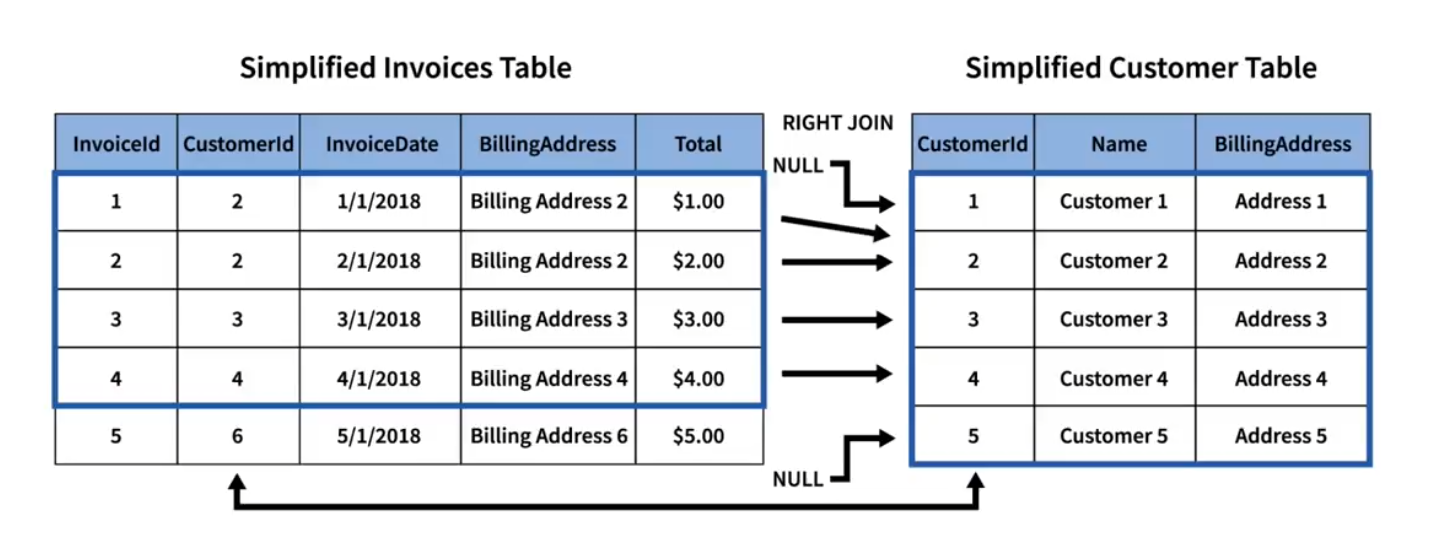 Simplified Invoices Table
InvoiceId CustomerId InvoiceDate BillingAddress Total
1 2 1/1/2018 Billing Address 2 $1.00
2 2 2/1/2018 Billing Address 2 $2.00
3 3 3/1/2018 Billing Address 3 $3.00
4 4 4/1/2018 Billing Address 4 $4.00
5 6 5/1/2018 Billing Address 6 $5.00
RIGHT JOIN
NULL
NULL
Simplified Customer Table
CustomerId Name BillingAddress
1 Customer 1 Address 1
2 Customer 2 Address 2
3 Customer 3 Address 3
4 Customer 4 Address 4
5 Customer 5 Address 5